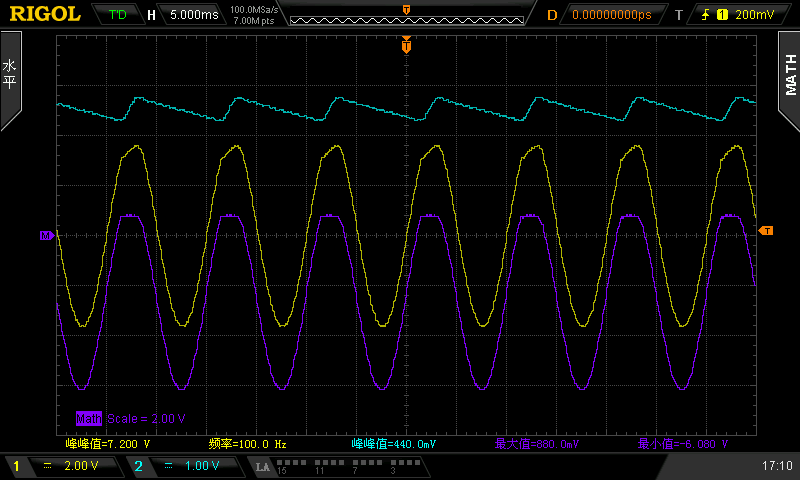 RIGOL T'D H 5.000ms 100.0MSa/s 7.00M pts D 0.00000000ps T 1 200mV
T
水平
MATH
T
M
T
Math Scale = 2.00 V
峰峰值=7.200 V 频率=100.0 Hz 峰峰值=440.0mV 最大值=880.0mV 最小值=-6.080 V
1 2.00 V 2 1.00 V LA 15 11 7 3 17:10